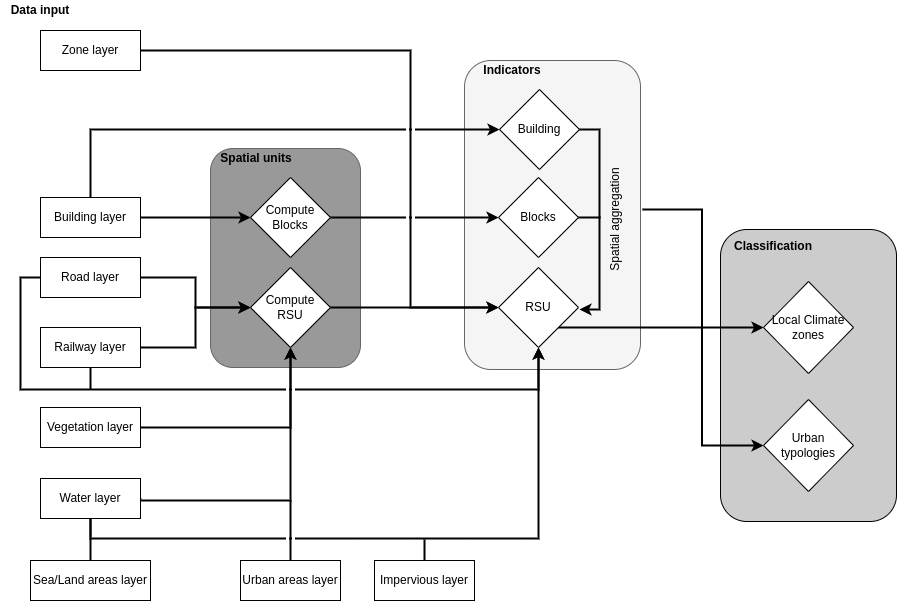 Data input
Zone layer
Indicators
Building
Spatial units
Compute
Blocks
Building layer
Blocks
Spatial aggregation
Road layer
Compute
RSU
RSU
Railway layer
Classification
Local Climate
zones
Vegetation layer
Urban
typologies
Water layer
Sea/Land areas layer
Urban areas layer
Impervious layer